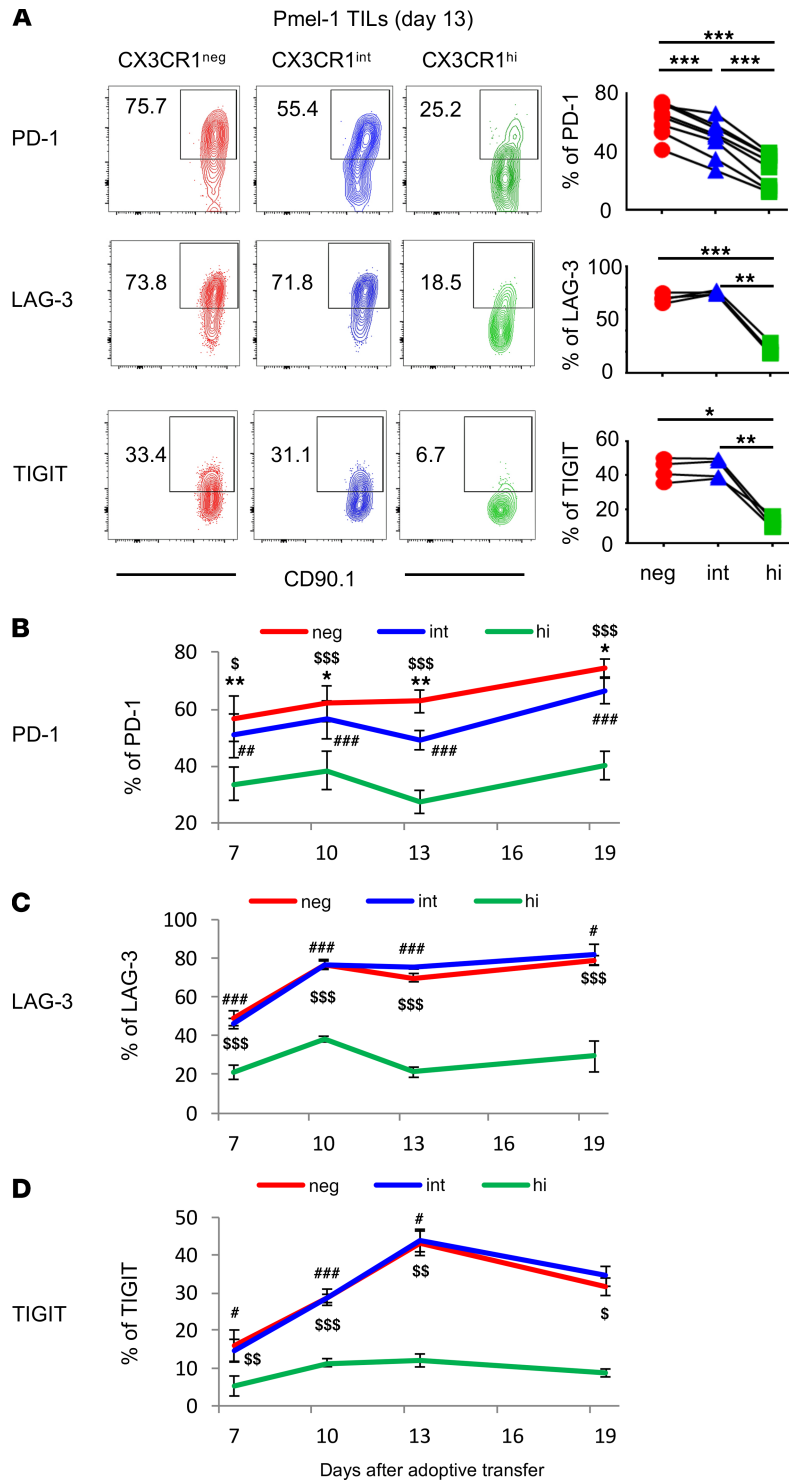 A
Pmel-1 TILs (day 13)
CX3CR1neg CX3CR1int CX3CR1hi
***
*** ***
PD-1
75.7 55.4 25.2
% of PD-1
80
40
0
LAG-3
73.8 71.8 18.5
% of LAG-3
***
**
100
50
0
TIGIT
33.4 31.1 6.7
% of TIGIT
*
**
60
40
20
0
neg int hi
CD90.1
B
neg int hi
PD-1
% of PD-1
80
60
40
20
$ $$$ $$$ $$$
** * ** *
## ### ### ###
7 10 13 16 19
C
neg int hi
LAG-3
% of LAG-3
100
80
60
40
20
0
### ### ### #
$$$ $$$ $$$ $$$
7 10 13 16 19
D
neg int hi
TIGIT
% of TIGIT
50
40
30
20
10
0
# ### # 
$$ $$$ $$ $
7 10 13 16 19
Days after adoptive transfer